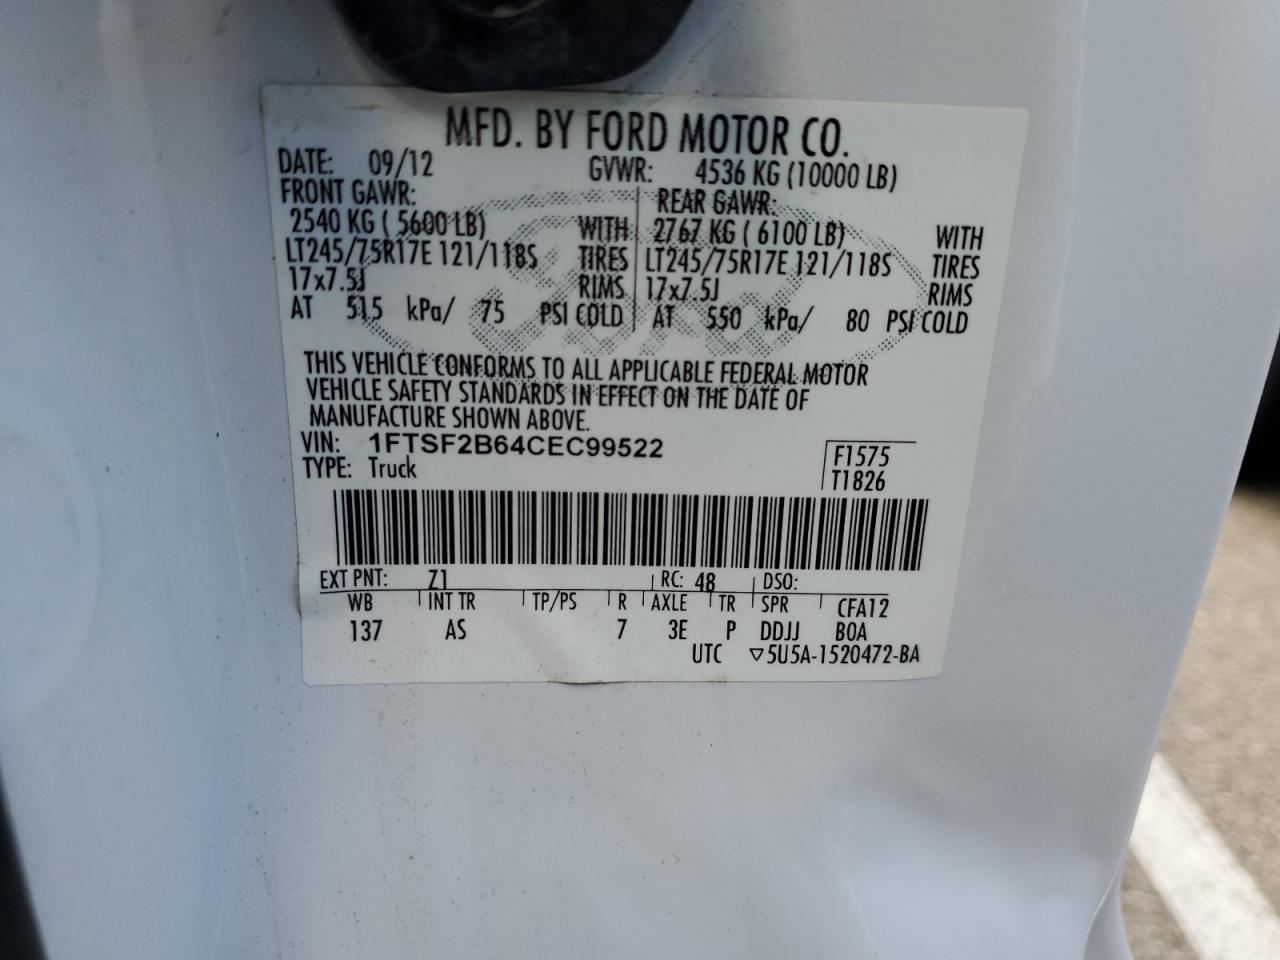 MFD. BY FORD MOTOR CO.
DATE: 09/12 GVWR: 4536 KG (10000 LB)
FRONT GAWR: REAR GAWR:
2540 KG ( 5600 LB) WITH 2767 KG ( 6100 LB) WITH
LT245/75R17E 121/118S TIRES LT245/75R17E 121/118S TIRES
17x7.5J RIMS 17x7.5J RIMS
AT 515 kPa/ 75 PSI COLD AT 550 kPa/ 80 PSI COLD
THIS VEHICLE CONFORMS TO ALL APPLICABLE FEDERAL MOTOR
VEHICLE SAFETY STANDARDS IN EFFECT ON THE DATE OF
MANUFACTURE SHOWN ABOVE.
VIN: 1FTSF2B64CEC99522 F1575
TYPE: Truck T1826
EXT PNT: Z1 RC: 48 DSO:
WB INT TR TP/PS R AXLE TR SPR CFA12
137 AS 7 3E P DDJJ BOA
UTC ▽5U5A-1520472-BA
Ford